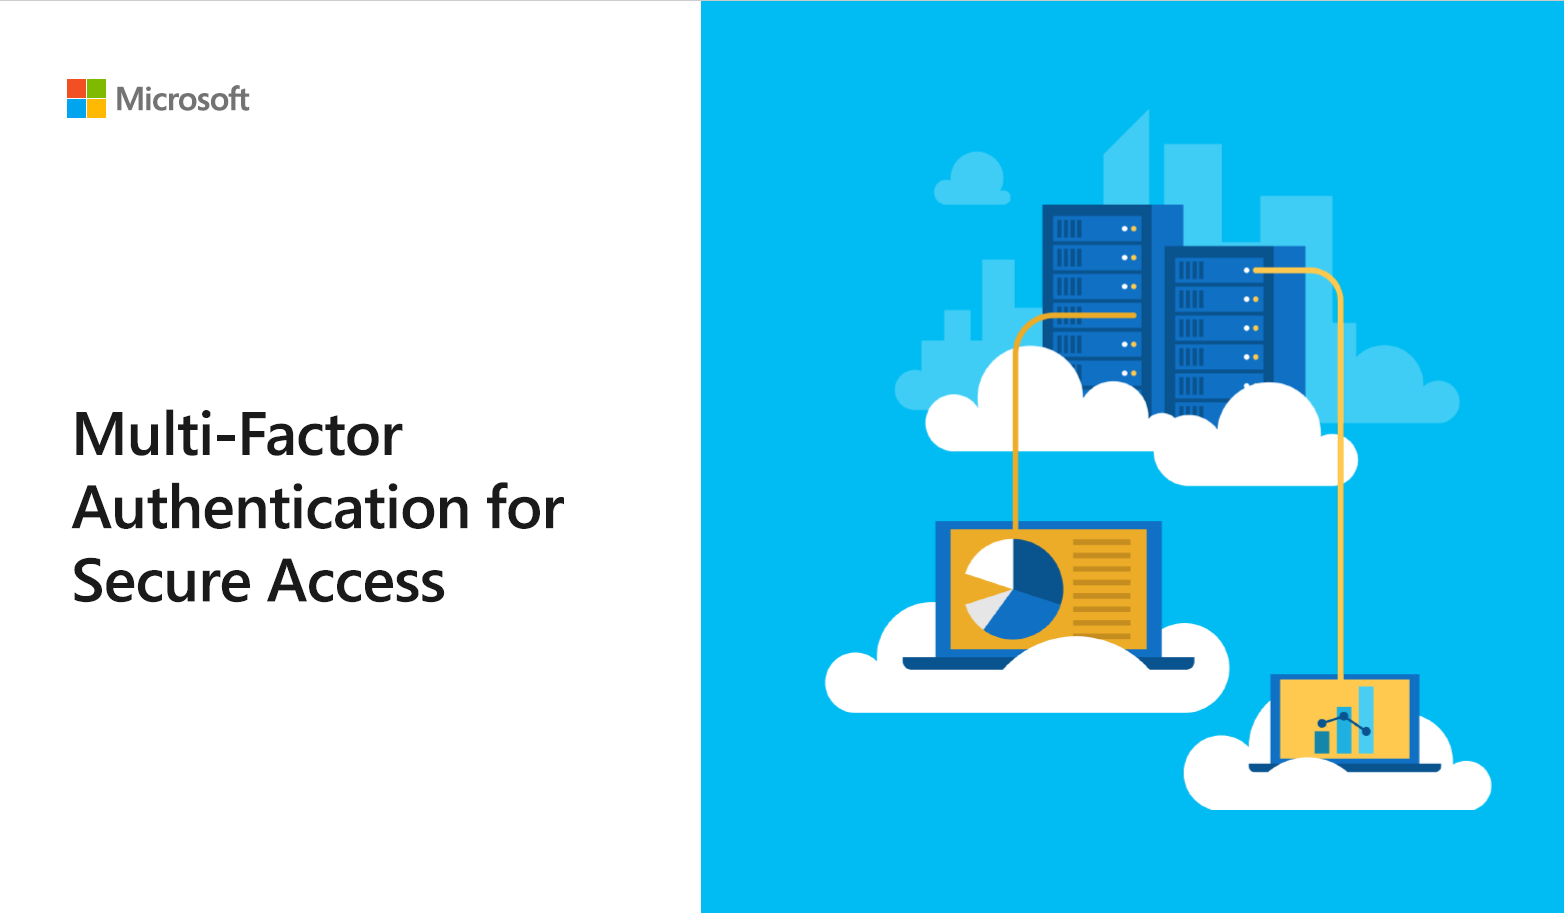 Microsoft
Multi-Factor
Authentication for
Secure Access